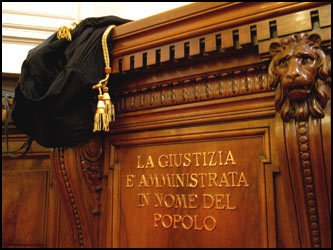 LA GIUSTIZIA
E' AMMINISTRATA
IN NOME DEL
POPOLO